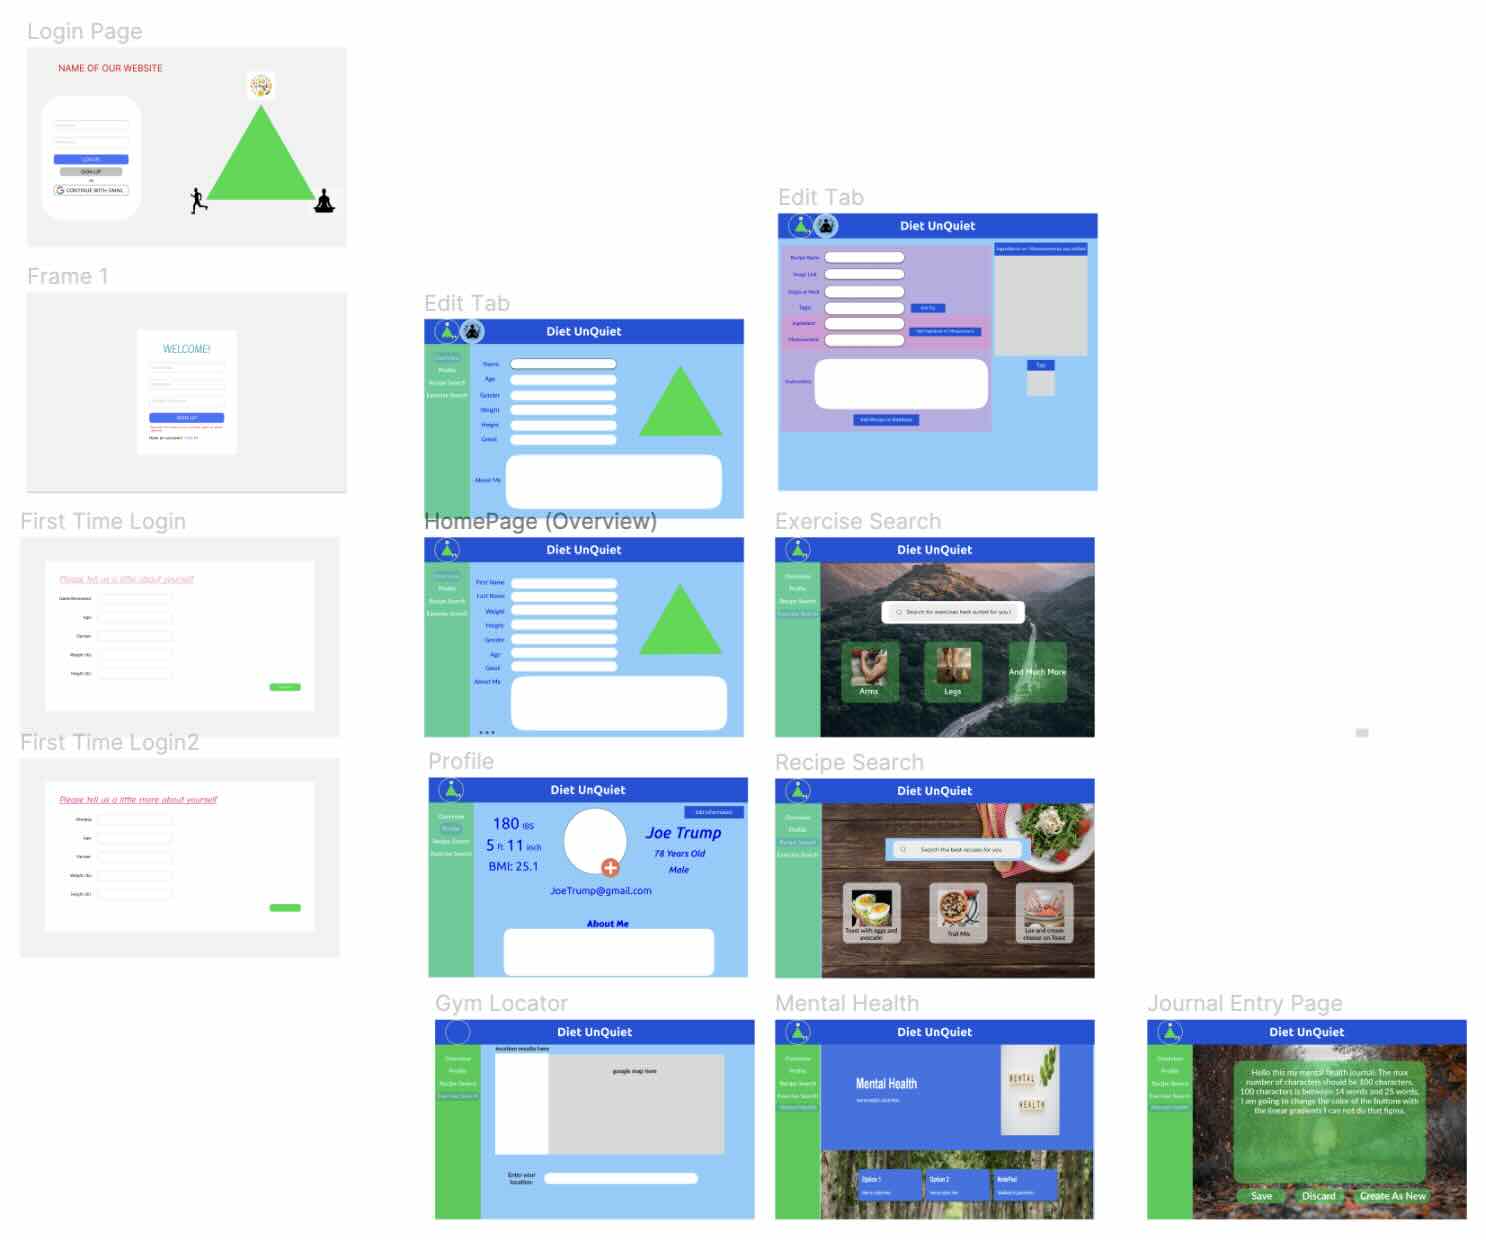 Login Page
NAME OF OUR WEBSITE
LOG IN
SIGN UP
CONTINUE WITH GMAIL
Frame 1
WELCOME!
SIGN UP
First Time Login
Please tell us a little about yourself
Age
Gender
Weight
Height
First Time Login2
Please tell us a little more about yourself
Age
Gender
Weight
Height
Edit Tab
Diet UnQuiet
Overview
Profile
Recipe Search
Exercise Search
Name
Age
Gender
Weight
Height
Goal
About Me
HomePage (Overview)
Diet UnQuiet
Overview
Profile
Recipe Search
Exercise Search
First Name
Last Name
Weight
Height
Gender
Age
Goal
About Me
Profile
Diet UnQuiet
Overview
Profile
Recipe Search
Exercise Search
Edit Information
180 lBS
5 ft 11 inch
BMI: 25.1
Joe Trump
78 Years Old
Male
JoeTrump@gmail.com
About Me
Gym Locator
Diet UnQuiet
Overview
Profile
Recipe Search
Exercise Search
location results here
google map here
Enter your
location
Edit Tab
Diet UnQuiet
Recipe Name
Image Link
Tags
Ingredient
Measurement
Instructions
Tag
Add Recipe to Database
Exercise Search
Diet UnQuiet
Overview
Profile
Recipe Search
Exercise Search
Search for exercises best suited for you !
Arms
Legs
And Much More
Recipe Search
Diet UnQuiet
Overview
Profile
Recipe Search
Exercise Search
Search the best recipes for you
Toast with eggs and
avocado
Trail Mix
Lox and cream
cheese on Toast
Mental Health
Diet UnQuiet
Overview
Profile
Recipe Search
Exercise Search
Mental Health
Mental Health
MENTAL
HEALTH
Option 1
Option 2
NotePad
Journal Entry Page
Diet UnQuiet
Overview
Profile
Recipe Search
Exercise Search
Mental Health
Hello this my mental health journal. The max
number of characters should be 100 characters.
100 characters is between 14 words and 25 words.
I am going to change the color of the buttons with
the linear gradients I can not do that figma.
Save
Discard
Create As New